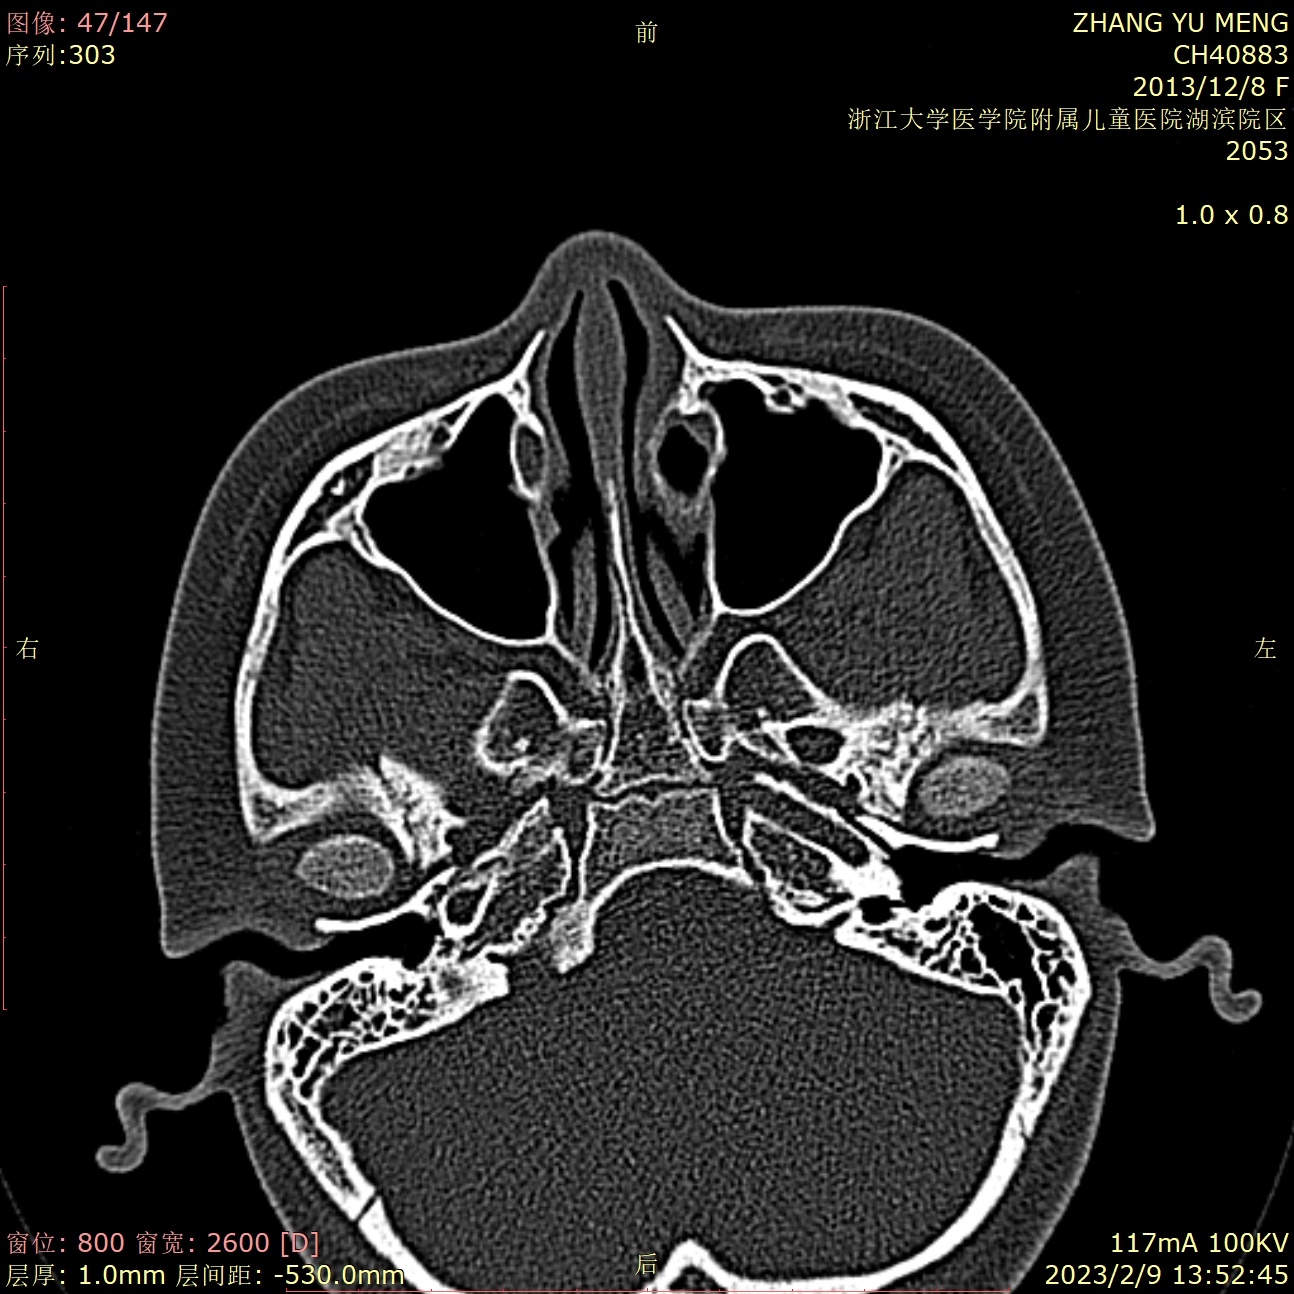 图像: 47/147
序列:303
前
ZHANG YU MENG
CH40883
2013/12/8 F
浙江大学医学院附属儿童医院湖滨院区
2053
1.0 x 0.8
右
左
窗位: 800 窗宽: 2600 [D]
层厚: 1.0mm 层间距: -530.0mm
后
117mA 100KV
2023/2/9 13:52:45